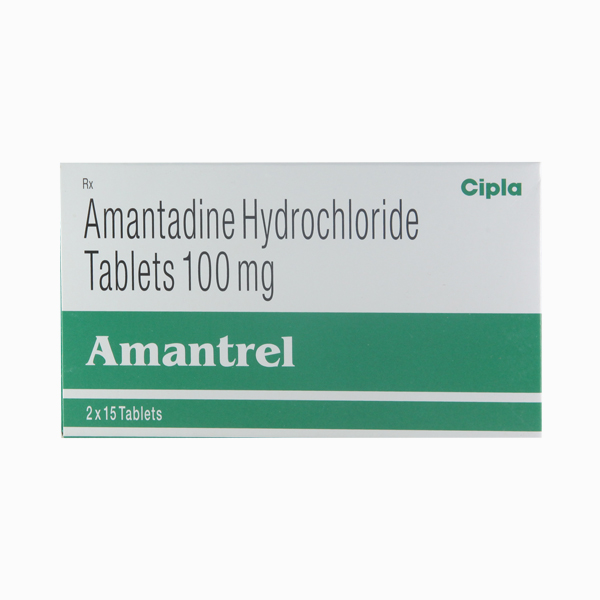 Rx
Cipla
Amantadine Hydrochloride
Tablets 100 mg
Amantrel
2 x 15 Tablets